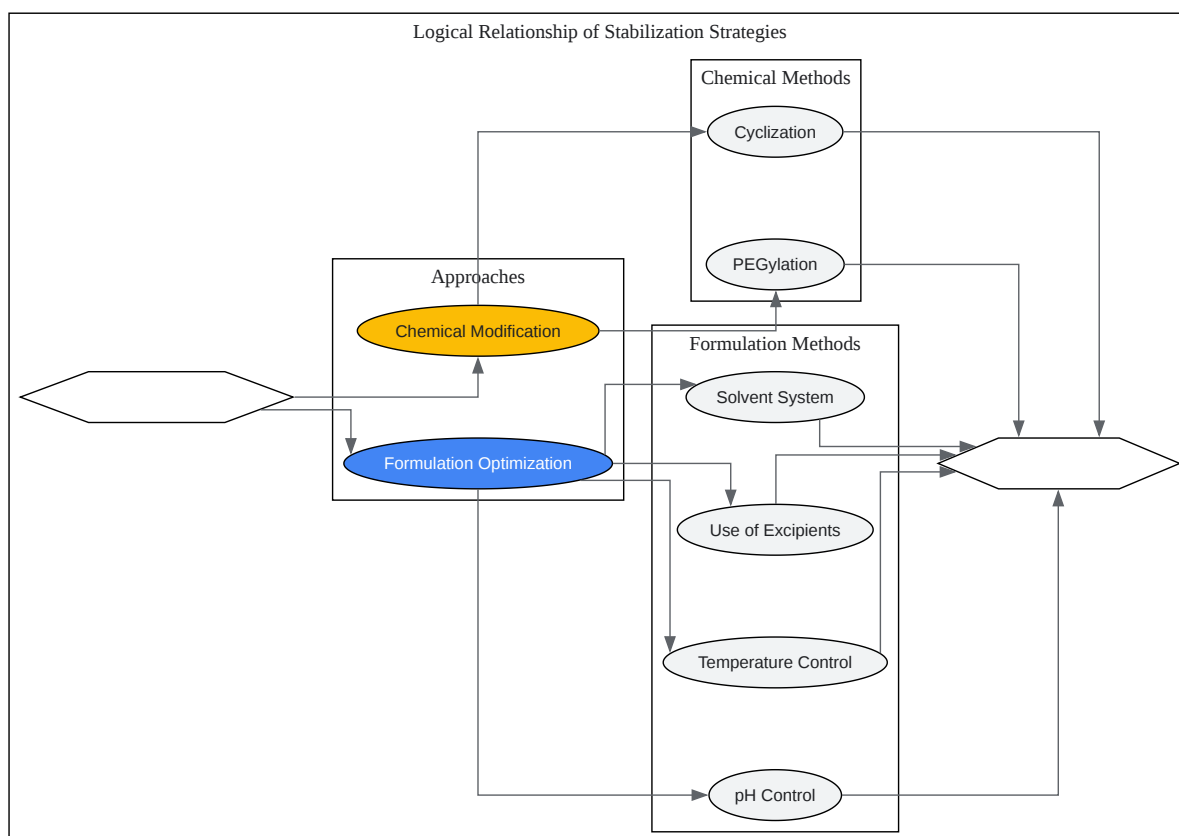 Logical Relationship of Stabilization Strategies
Chemical Methods
Cyclization
PEGylation
Approaches
Chemical Modification
Formulation Optimization
Formulation Methods
Solvent System
Use of Excipients
Temperature Control
pH Control